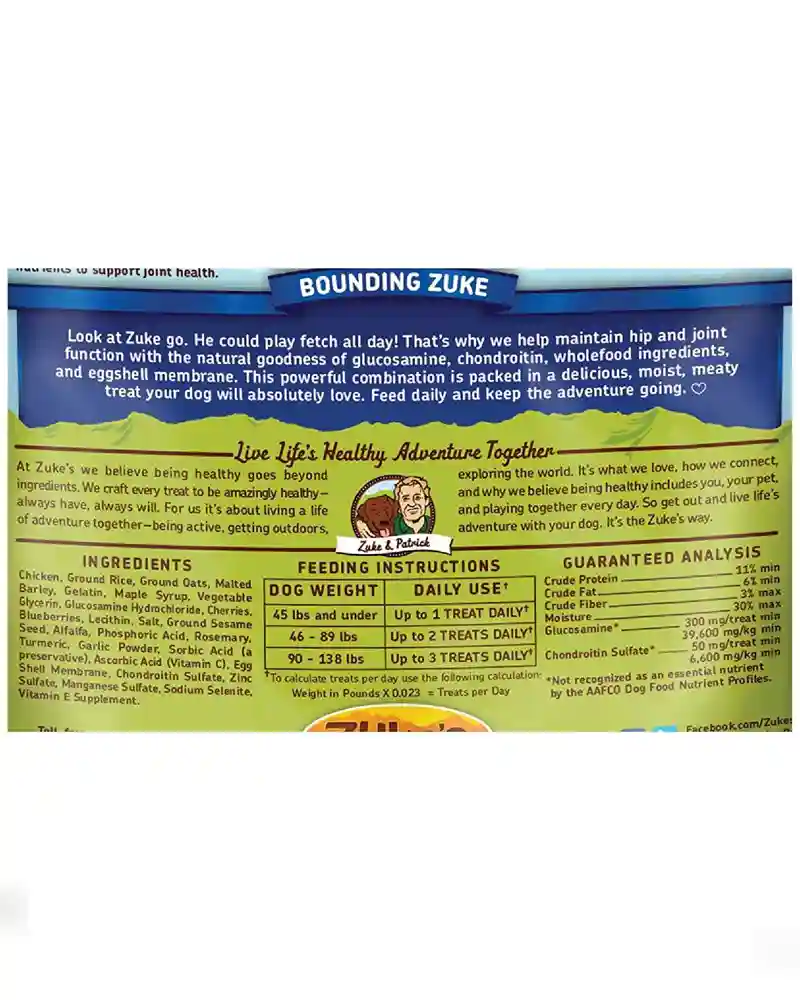 to support joint health.
BOUNDING ZUKE
Look at Zuke go. He could play fetch all day! That's why we help maintain hip and joint
function with the natural goodness of glucosamine, chondroitin, wholefood ingredients,
and eggshell membrane. This powerful combination is packed in a delicious, moist, meaty
treat your dog will absolutely love. Feed daily and keep the adventure going. ♡
Live Life's Healthy Adventure Together
At Zuke's we believe being healthy goes beyond
ingredients. We craft every treat to be amazingly healthy—
always have, always will. For us it's about living a life
of adventure together—being active, getting outdoors,
exploring the world. It's what we love, how we connect,
and why we believe being healthy includes you, your pet,
and playing together every day. So get out and live life's
adventure with your dog. It's the Zuke's way.
Zuke & Patrick
INGREDIENTS
Chicken, Ground Rice, Ground Oats, Malted
Barley, Gelatin, Maple Syrup, Vegetable
Glycerin, Glucosamine Hydrochloride, Cherries,
Blueberries, Lecithin, Salt, Ground Sesame
Seed, Alfalfa, Phosphoric Acid, Rosemary,
Turmeric, Garlic Powder, Sorbic Acid (a
preservative), Ascorbic Acid (Vitamin C), Egg
Shell Membrane, Chondroitin Sulfate, Zinc
Sulfate, Manganese Sulfate, Sodium Selenite,
Vitamin E Supplement.
FEEDING INSTRUCTIONS
DOG WEIGHT DAILY USE†
45 lbs and under Up to 1 TREAT DAILY†
46 - 89 lbs Up to 2 TREATS DAILY†
90 - 138 lbs Up to 3 TREATS DAILY†
†To calculate treats per day use the following calculation:
Weight in Pounds X 0.023 = Treats per Day
GUARANTEED ANALYSIS
Crude Protein 11% min
Crude Fat 6% min
Crude Fiber 3% max
Moisture 30% max
Glucosamine* 300 mg/treat min
39,600 mg/kg min
Chondroitin Sulfate* 50 mg/treat min
6,600 mg/kg min
*Not recognized as an essential nutrient
by the AAFCO Dog Food Nutrient Profiles.
Zuke's
Facebook.com/Zukes